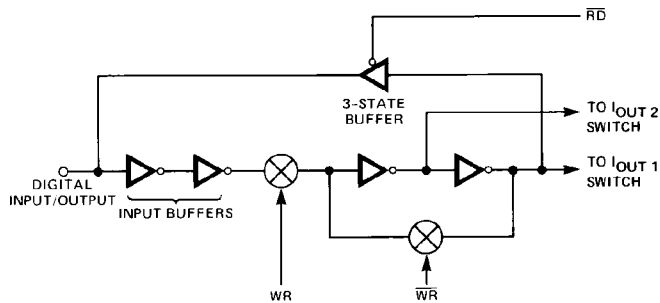 RD
3-STATE
BUFFER
TO IOUT 2
SWITCH
TO IOUT 1
SWITCH
DIGITAL
INPUT/OUTPUT
INPUT BUFFERS
WR
WR